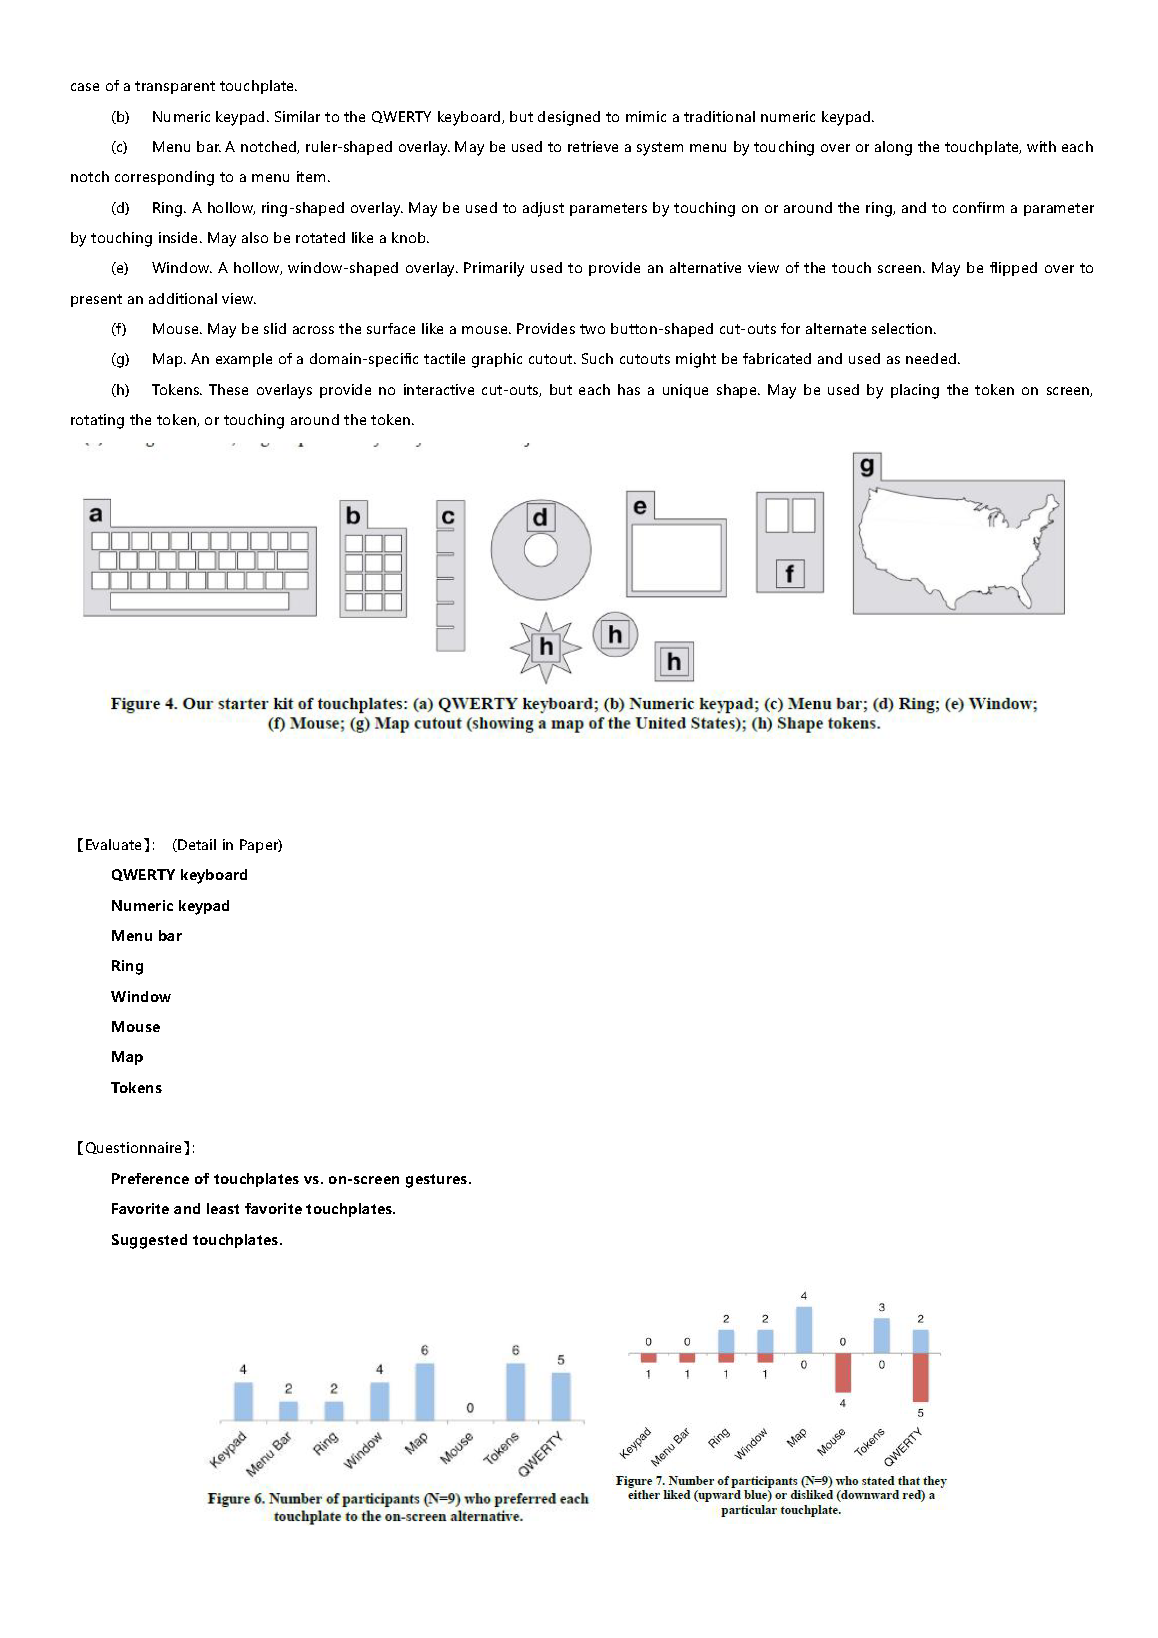 case of a transparent touchplate.
(b) Numeric keypad. Similar to the QWERTY keyboard, but designed to mimic a traditional numeric keypad.
(c) Menu bar. A notched, ruler-shaped overlay. May be used to retrieve a system menu by touching over or along the touchplate, with each
notch corresponding to a menu item.
(d) Ring. A hollow, ring-shaped overlay. May be used to adjust parameters by touching on or around the ring, and to confirm a parameter
by touching inside. May also be rotated like a knob.
(e) Window. A hollow, window-shaped overlay. Primarily used to provide an alternative view of the touch screen. May be flipped over to
present an additional view.
(f) Mouse. May be slid across the surface like a mouse. Provides two button-shaped cut-outs for alternate selection.
(g) Map. An example of a domain-specific tactile graphic cutout. Such cutouts might be fabricated and used as needed.
(h) Tokens. These overlays provide no interactive cut-outs, but each has a unique shape. May be used by placing the token on screen,
rotating the token, or touching around the token.
a
b
c
d
e
f
g
h
h
h
Figure 4. Our starter kit of touchplates: (a) QWERTY keyboard; (b) Numeric keypad; (c) Menu bar; (d) Ring; (e) Window;
(f) Mouse; (g) Map cutout (showing a map of the United States); (h) Shape tokens.
【Evaluate】: (Detail in Paper)
QWERTY keyboard
Numeric keypad
Menu bar
Ring
Window
Mouse
Map
Tokens
【Questionnaire】:
Preference of touchplates vs. on-screen gestures.
Favorite and least favorite touchplates.
Suggested touchplates.
4 2 2 4 6 0 6 5
Keypad Menu Bar Ring Window Map Mouse Tokens QWERTY
Figure 6. Number of participants (N=9) who preferred each
touchplate to the on-screen alternative.
0 0 2 2 4 0 3 2
1 1 1 1 0 4 0 5
Keypad Menu Bar Ring Window Map Mouse Tokens QWERTY
Figure 7. Number of participants (N=9) who stated that they
either liked (upward blue) or disliked (downward red) a
particular touchplate.